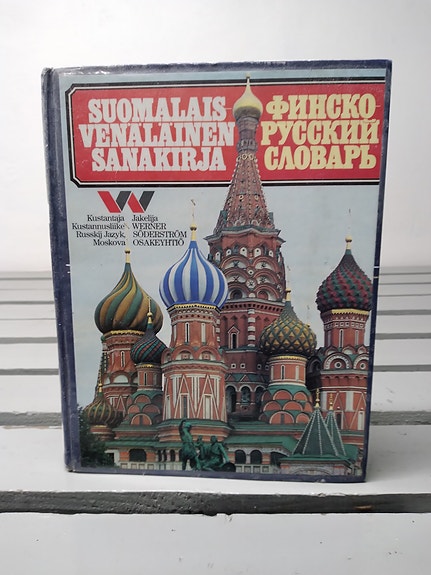 SUOMALAIS
VENÄLÄINEN
SANAKIRJA
ФИНСКО
РУССКИЙ
СЛОВАРЬ
Kustantaja
Kustannusliike
Russkij Jazyk,
Moskova
Jakelija
WERNER
SÖDERSTRÖM
OSAKEYHTIÖ